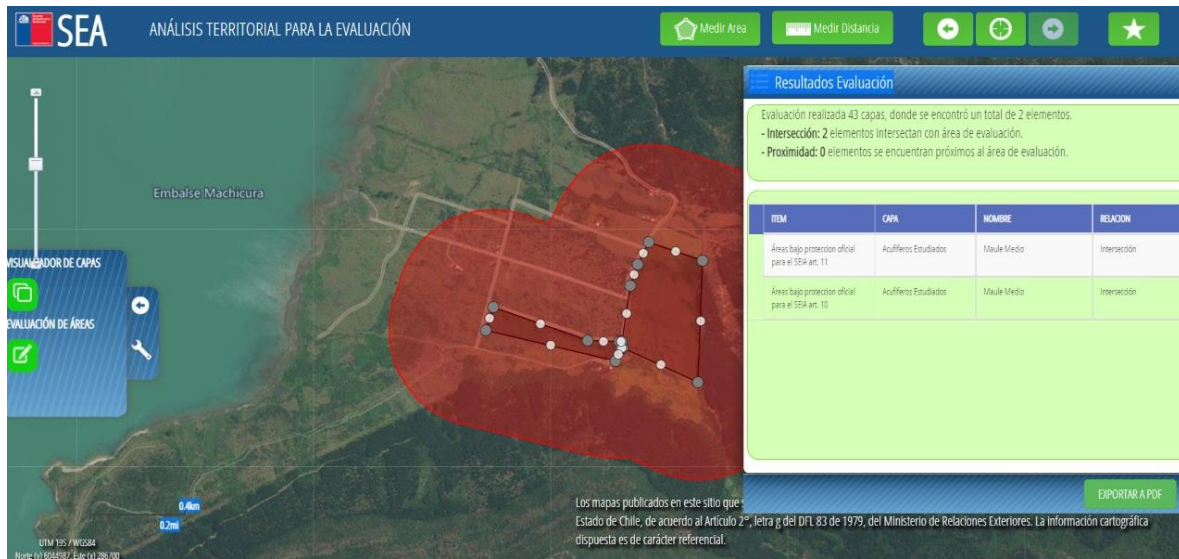 SEA
ANÁLISIS TERRITORIAL PARA LA EVALUACIÓN
Medir Area
Medir Distancia
Resultados Evaluación
Evaluación realizada 43 capas, donde se encontró un total de 2 elementos.
- Intersección: 2 elementos intersectan con área de evaluación.
- Proximidad: 0 elementos se encuentran próximos al área de evaluación.
ITEM CAPA NOMBRE RELACION
Áreas bajo proteccion oficial Acuífferos Estudiados Maule Medio Intersección
para el SEIA art. 11
Áreas bajo proteccion oficial Acuífferos Estudiados Maule Medio Intersección
para el SEIA art. 10
EXPORTAR A PDF
Embalse Machicura
VISUALIZADOR DE CAPAS
EVALUACIÓN DE ÁREAS
0.4km
0.2mi
UTM 19S / WGS84
Norte (y) 6044987, Este (x) 286700
Los mapas publicados en este sitio que
Estado de Chile, de acuerdo al Artículo 2°, letra g del DFL 83 de 1979, del Ministerio de Relaciones Exteriores. La información cartográfica
dispuesta es de carácter referencial.